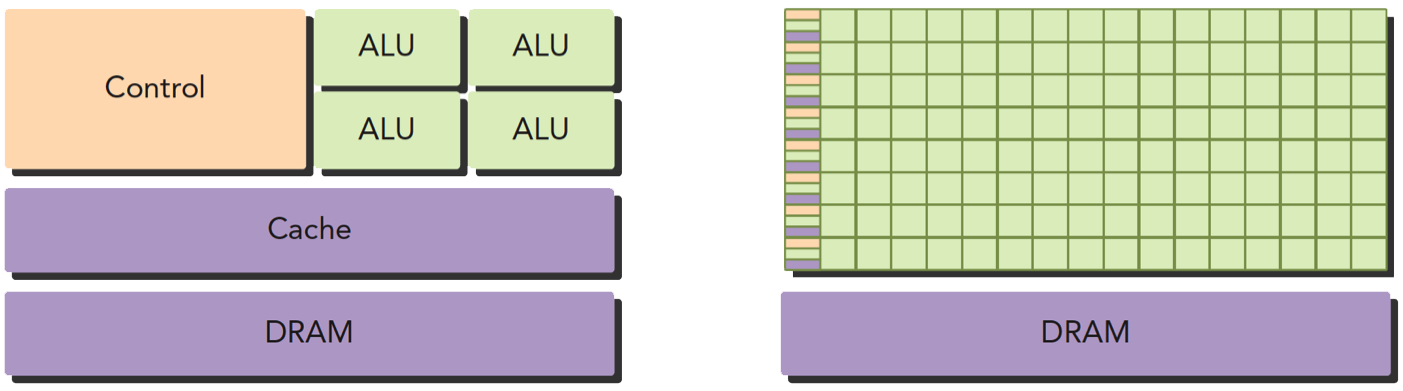 Control
ALU ALU
ALU ALU
Cache
DRAM
DRAM